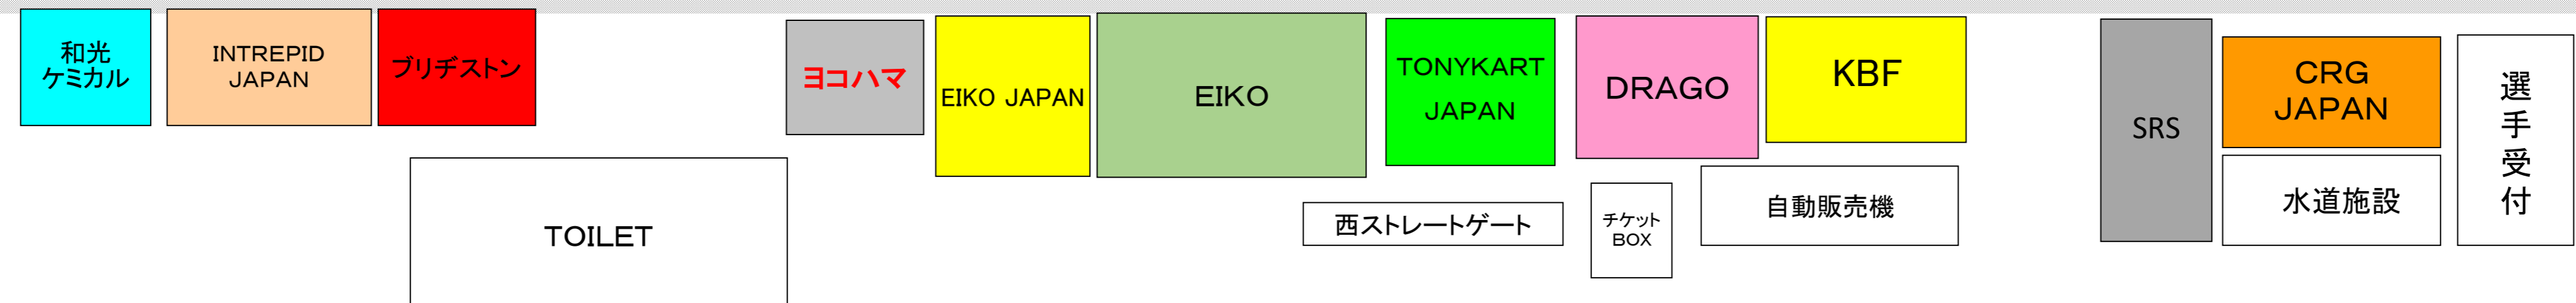 和光
ケミカル
INTREPID
JAPAN
ブリヂストン
ヨコハマ
EIKO JAPAN
EIKO
TONYKART
JAPAN
DRAGO
KBF
SRS
CRG
JAPAN
選手受付
TOILET
西ストレートゲート
チケット
BOX
自動販売機
水道施設